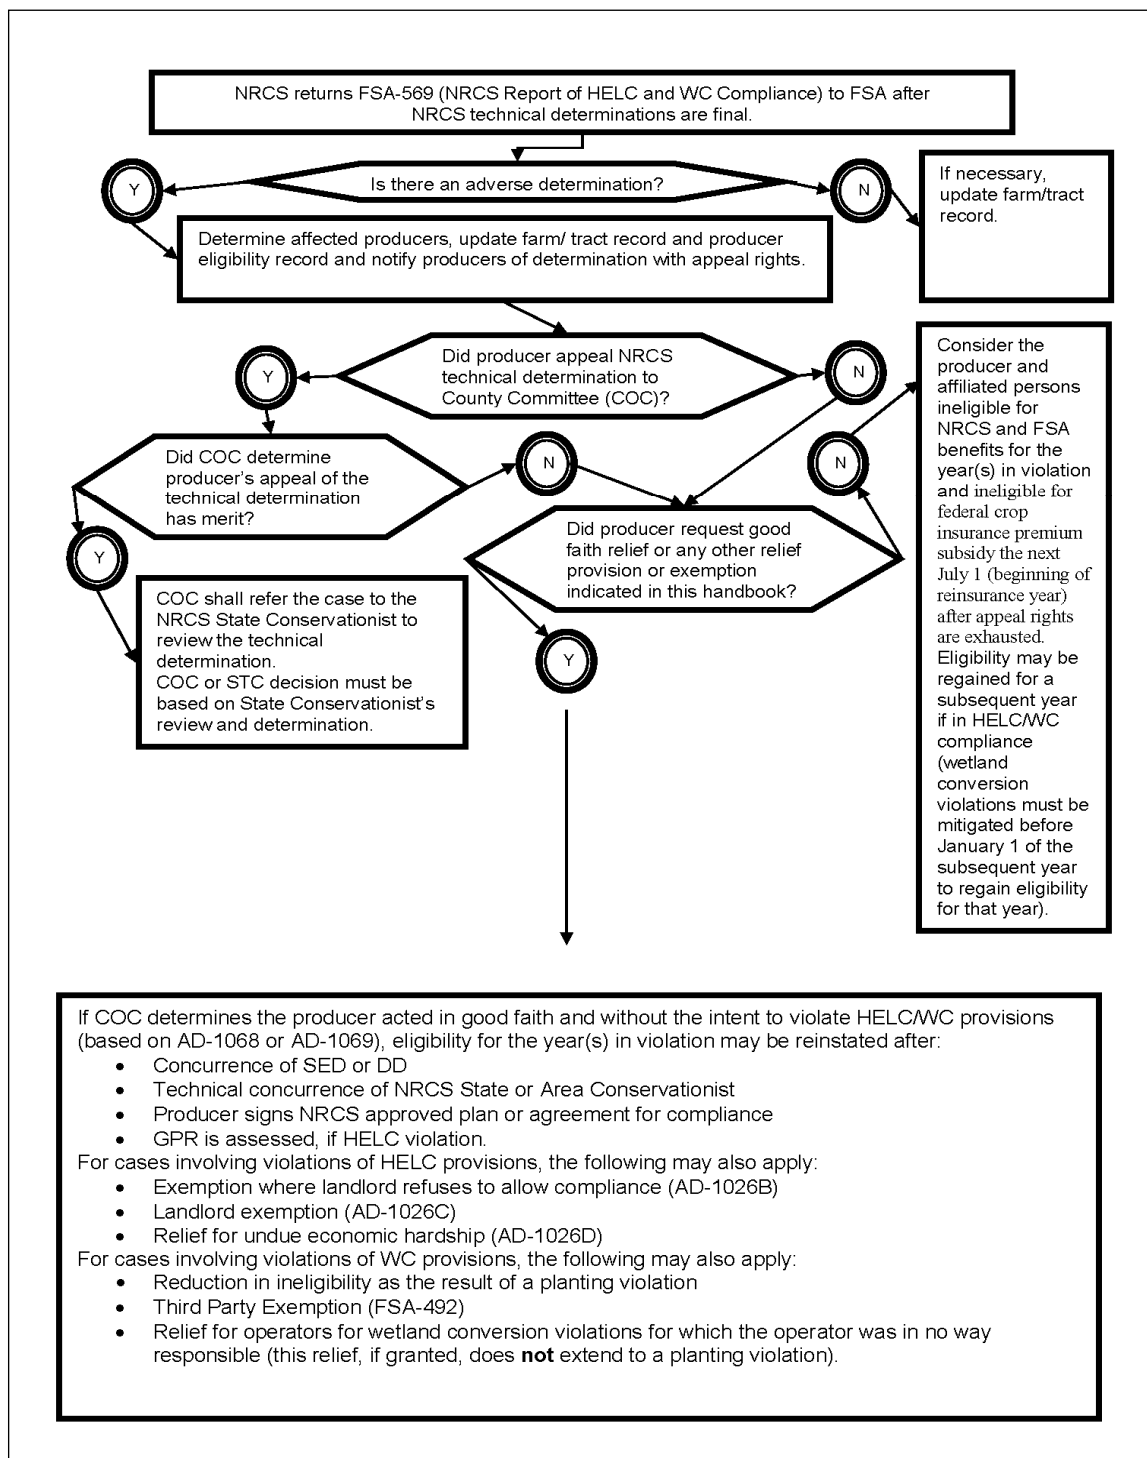 NRCS returns FSA-569 (NRCS Report of HELC and WC Compliance) to FSA after
NRCS technical determinations are final.
Is there an adverse determination?
Y
N
If necessary,
update farm/tract
record.
Determine affected producers, update farm/ tract record and producer
eligibility record and notify producers of determination with appeal rights.
Did producer appeal NRCS
technical determination to
County Committee (COC)?
Y
N
Consider the
producer and
affiliated persons
ineligible for
NRCS and FSA
benefits for the
year(s) in violation
and ineligible for
federal crop
insurance premium
subsidy the next
July 1 (beginning of
reinsurance year)
after appeal rights
are exhausted.
Eligibility may be
regained for a
subsequent year
if in HELC/WC
compliance
(wetland
conversion
violations must be
mitigated before
January 1 of the
subsequent year
to regain eligibility
for that year).
Did COC determine
producer's appeal of the
technical determination
has merit?
N
N
Y
Did producer request good
faith relief or any other relief
provision or exemption
indicated in this handbook?
COC shall refer the case to the
NRCS State Conservationist to
review the technical
determination.
COC or STC decision must be
based on State Conservationist's
review and determination.
Y
If COC determines the producer acted in good faith and without the intent to violate HELC/WC provisions
(based on AD-1068 or AD-1069), eligibility for the year(s) in violation may be reinstated after:
• Concurrence of SED or DD
• Technical concurrence of NRCS State or Area Conservationist
• Producer signs NRCS approved plan or agreement for compliance
• GPR is assessed, if HELC violation.
For cases involving violations of HELC provisions, the following may also apply:
• Exemption where landlord refuses to allow compliance (AD-1026B)
• Landlord exemption (AD-1026C)
• Relief for undue economic hardship (AD-1026D)
For cases involving violations of WC provisions, the following may also apply:
• Reduction in ineligibility as the result of a planting violation
• Third Party Exemption (FSA-492)
• Relief for operators for wetland conversion violations for which the operator was in no way
responsible (this relief, if granted, does not extend to a planting violation).